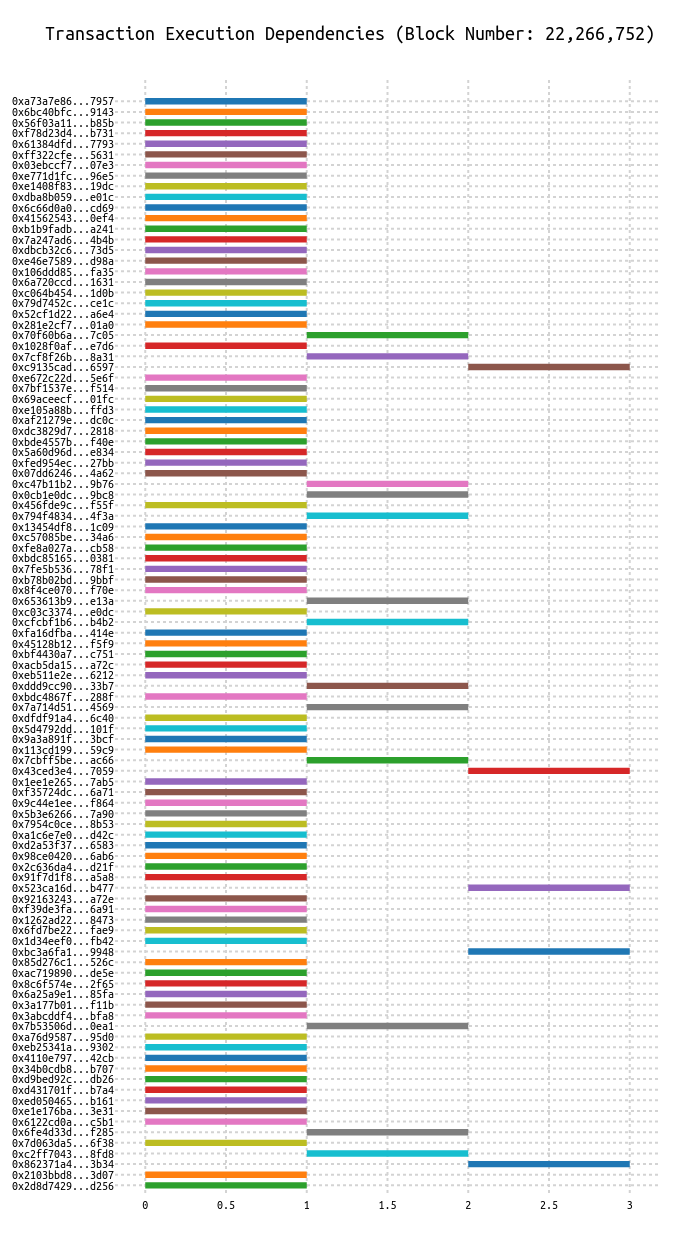 Transaction Execution Dependencies (Block Number: 22,266,752)
0xa73a7e86...7957
0x6bc40bfc...9143
0x56f03a11...b85b
0xf78d23d4...b731
0x61384dfd...7793
0xff322cfe...5631
0x03ebccf7...07e3
0xe771d1fc...96e5
0xe1408f83...19dc
0xdba8b059...e01c
0x6c66d0a0...cd69
0x41562543...0ef4
0xb1b9fadb...a241
0x7a247ad6...4b4b
0xdbcb32c6...73d5
0xe46e7589...d98a
0x106ddd85...fa35
0x6a720ccd...1631
0xc064b454...1d0b
0x79d7452c...ce1c
0x52cf1d22...a6e4
0x281e2cf7...01a0
0x70f60b6a...7c05
0x1028f0af...e7d6
0x7cf8f26b...8a31
0xc9135cad...6597
0xe672c22d...5e6f
0x7bf1537e...f514
0x69aceecf...01fc
0xe105a88b...ffd3
0xaf21279e...dc0c
0xdc3829d7...2818
0xbde4557b...f40e
0x5a60d96d...e834
0xfed954ec...27bb
0x07dd6246...4a62
0xc47b11b2...9b76
0x0cb1e0dc...9bc8
0x456fde9c...f55f
0x794f4834...4f3a
0x13454df8...1c09
0xc57085be...34a6
0xfe8a027a...cb58
0xbdc85165...0381
0x7fe5b536...78f1
0xb78b02bd...9bbf
0x8f4ce070...f70e
0x653613b9...e13a
0xc03c3374...e0dc
0xcfcbf1b6...b4b2
0xfa16dfba...414e
0x45128b12...f5f9
0xbf4430a7...c751
0xacb5da15...a72c
0xeb511e2e...6212
0xddd9cc90...33b7
0xbdc4867f...288f
0x7a714d51...4569
0xdfdf91a4...6c40
0x5d4792dd...101f
0x9a3a891f...3bcf
0x113cd199...59c9
0x7cbff5be...ac66
0x43ced3e4...7059
0x1ee1e265...7ab5
0xf35724dc...6a71
0x9c44e1ee...f864
0x5b3e6266...7a90
0x7954c0ce...8b53
0xa1c6e7e0...d42c
0xd2a53f37...6583
0x98ce0420...6ab6
0x2c636da4...d21f
0x91f7d1f8...a5a8
0x523ca16d...b477
0x92163243...a72e
0xf39de3fa...6a91
0x1262ad22...8473
0x6fd7be22...fae9
0x1d34eef0...fb42
0xbc3a6fa1...9948
0x85d276c1...526c
0xac719890...de5e
0x8c6f574e...2f65
0x6a25a9e1...85fa
0x3a177b01...f11b
0x3abcddf4...bfa8
0x7b53506d...0ea1
0xa76d9587...95d0
0xeb25341a...9302
0x4110e797...42cb
0x34b0cdb8...b707
0xd9bed92c...db26
0xd431701f...b7a4
0xed050465...b161
0xe1e176ba...3e31
0x6122cd0a...c5b1
0x6fe4d33d...f285
0x7d063da5...6f38
0xc2ff7043...8fd8
0x862371a4...3b34
0x2103bbd8...3d07
0x2d8d7429...d256
0 0.5 1 1.5 2 2.5 3